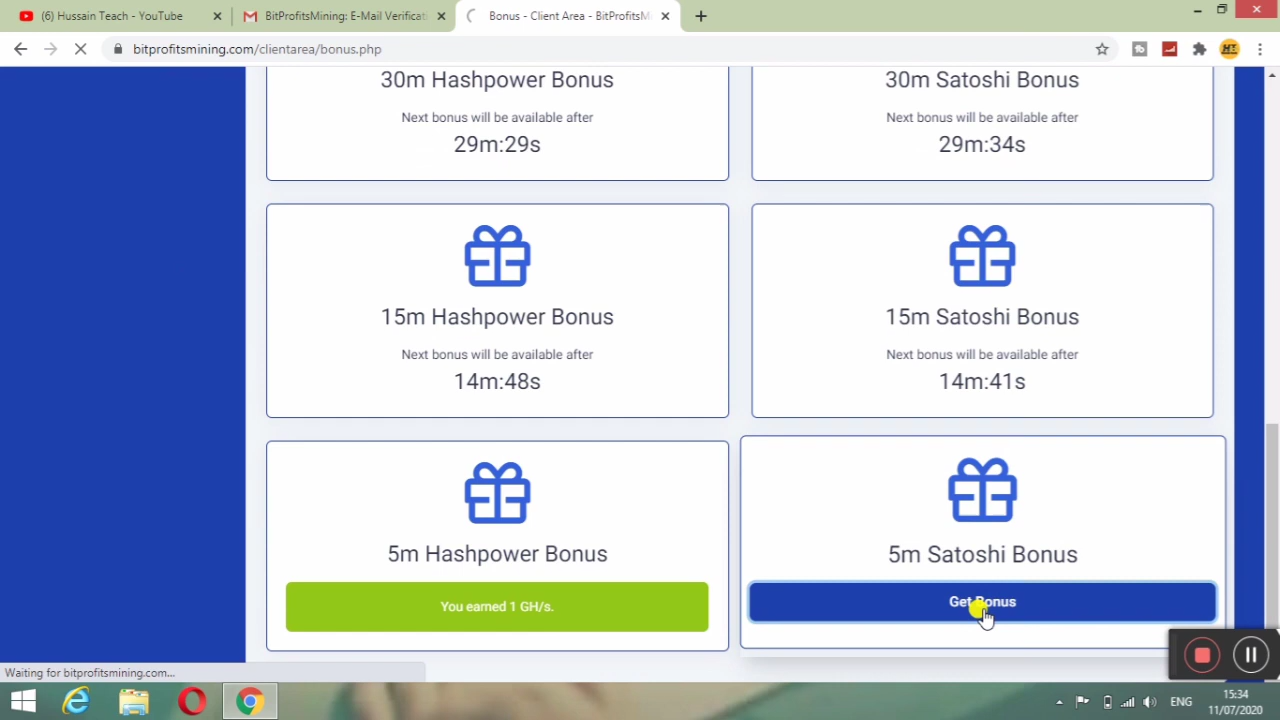 (6) Hussain Teach - YouTube
BitProfitsMining: E-Mail Verificat
Bonus - Client Area - BitProfitsM
bitprofitsmining.com/clientarea/bonus.php
30m Hashpower Bonus
Next bonus will be available after
29m:29s
30m Satoshi Bonus
Next bonus will be available after
29m:34s
15m Hashpower Bonus
Next bonus will be available after
14m:48s
15m Satoshi Bonus
Next bonus will be available after
14m:41s
5m Hashpower Bonus
You earned 1 GH/s.
5m Satoshi Bonus
Get Bonus
Waiting for bitprofitsmining.com...
ENG
15:34
11/07/2020